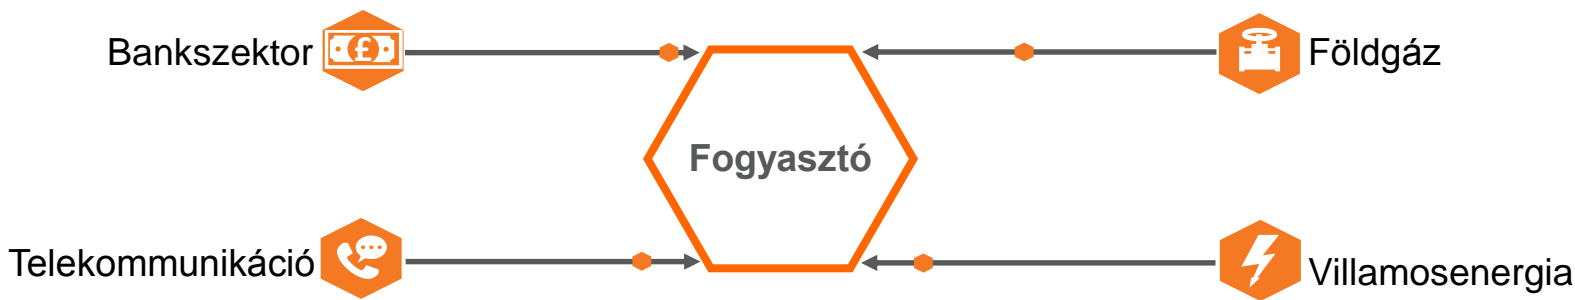 Bankszektor
£
Földgáz
Fogyasztó
Telekommunikáció
Villamosenergia